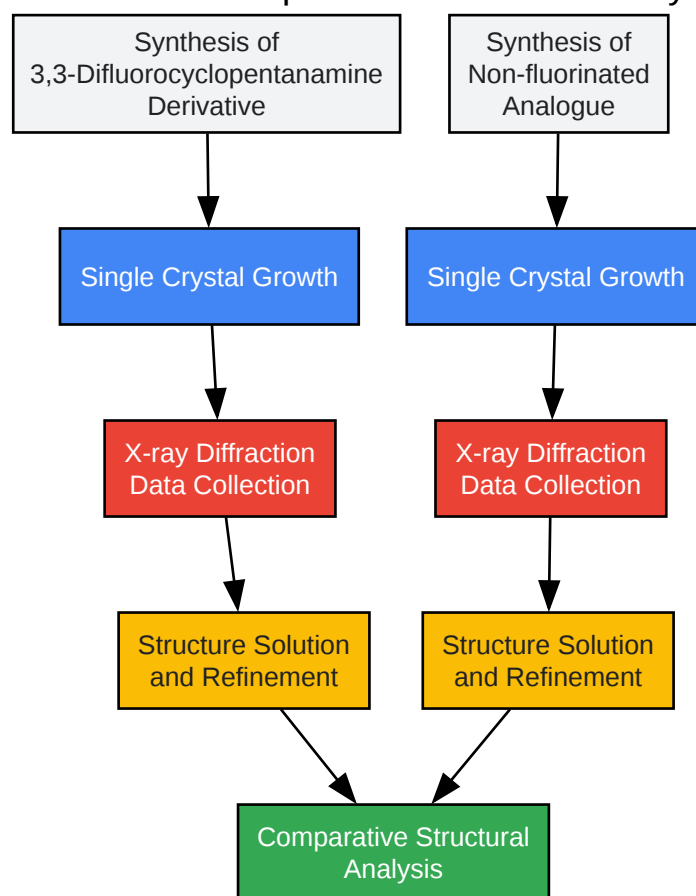 Synthesis of
3,3-Difluorocyclopentanamine
Derivative
Synthesis of
Non-fluorinated
Analogue
Single Crystal Growth
Single Crystal Growth
X-ray Diffraction
Data Collection
X-ray Diffraction
Data Collection
Structure Solution
and Refinement
Structure Solution
and Refinement
Comparative Structural
Analysis